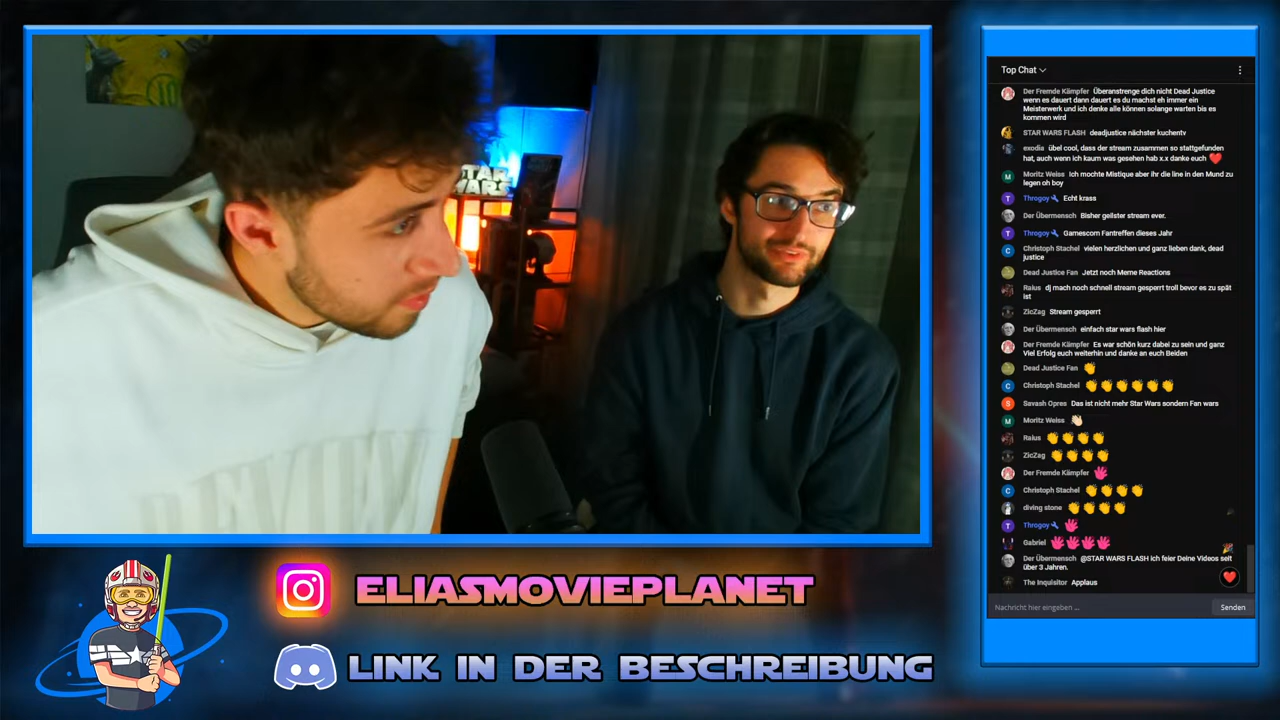 STAR
WARS
Top Chat
Der Fremde Kämpfer Überanstrenge dich nicht Dead Justice
wenn es dauert dann dauert es du machst eh immer ein
Meisterwerk und ich denke alle können solange warten bis es
kommen wird
STAR WARS FLASH deadjustice nächster kuchentv
exodia übel cool, dass der stream zusammen so stattgefunden
hat, auch wenn ich kaum was gesehen hab x.x danke euch ❤️
M Moritz Weiss Ich mochte Mistique aber ihr die line in den Mund zu
legen oh boy
T Throgoy Echt krass
Der Übermensch Bisher geilster stream ever.
T Throgoy Gamescom Fantreffen dieses Jahr
C Christoph Stachel vielen herzlichen und ganz lieben dank, dead
justice
Dead Justice Fan Jetzt noch Meme Reactions
Raius dj mach noch schnell stream gesperrt troll bevor es zu spät
ist
ZicZag Stream gesperrt
Der Übermensch einfach star wars flash hier
Der Fremde Kämpfer Es war schön kurz dabei zu sein und ganz
Viel Erfolg euch weiterhin und danke an euch Beiden
Dead Justice Fan 👏
C Christoph Stachel 👏👏👏👏👏👏
S Savash Opres Das ist nicht mehr Star Wars sondern Fan wars
M Moritz Weiss 👏🏻
Raius 👏👏👏👏
ZicZag 👏👏👏👏
Der Fremde Kämpfer
C Christoph Stachel 👏👏👏👏
diving stone 👏👏👏👏
T Throgoy
Gabriel
Der Übermensch @STAR WARS FLASH ich feier Deine Videos seit
über 3 Jahren.
The Inquisitor Applaus
Nachricht hier eingeben ...
Senden
ELIASMOVIEPLANET
LINK IN DER BESCHREIBUNG